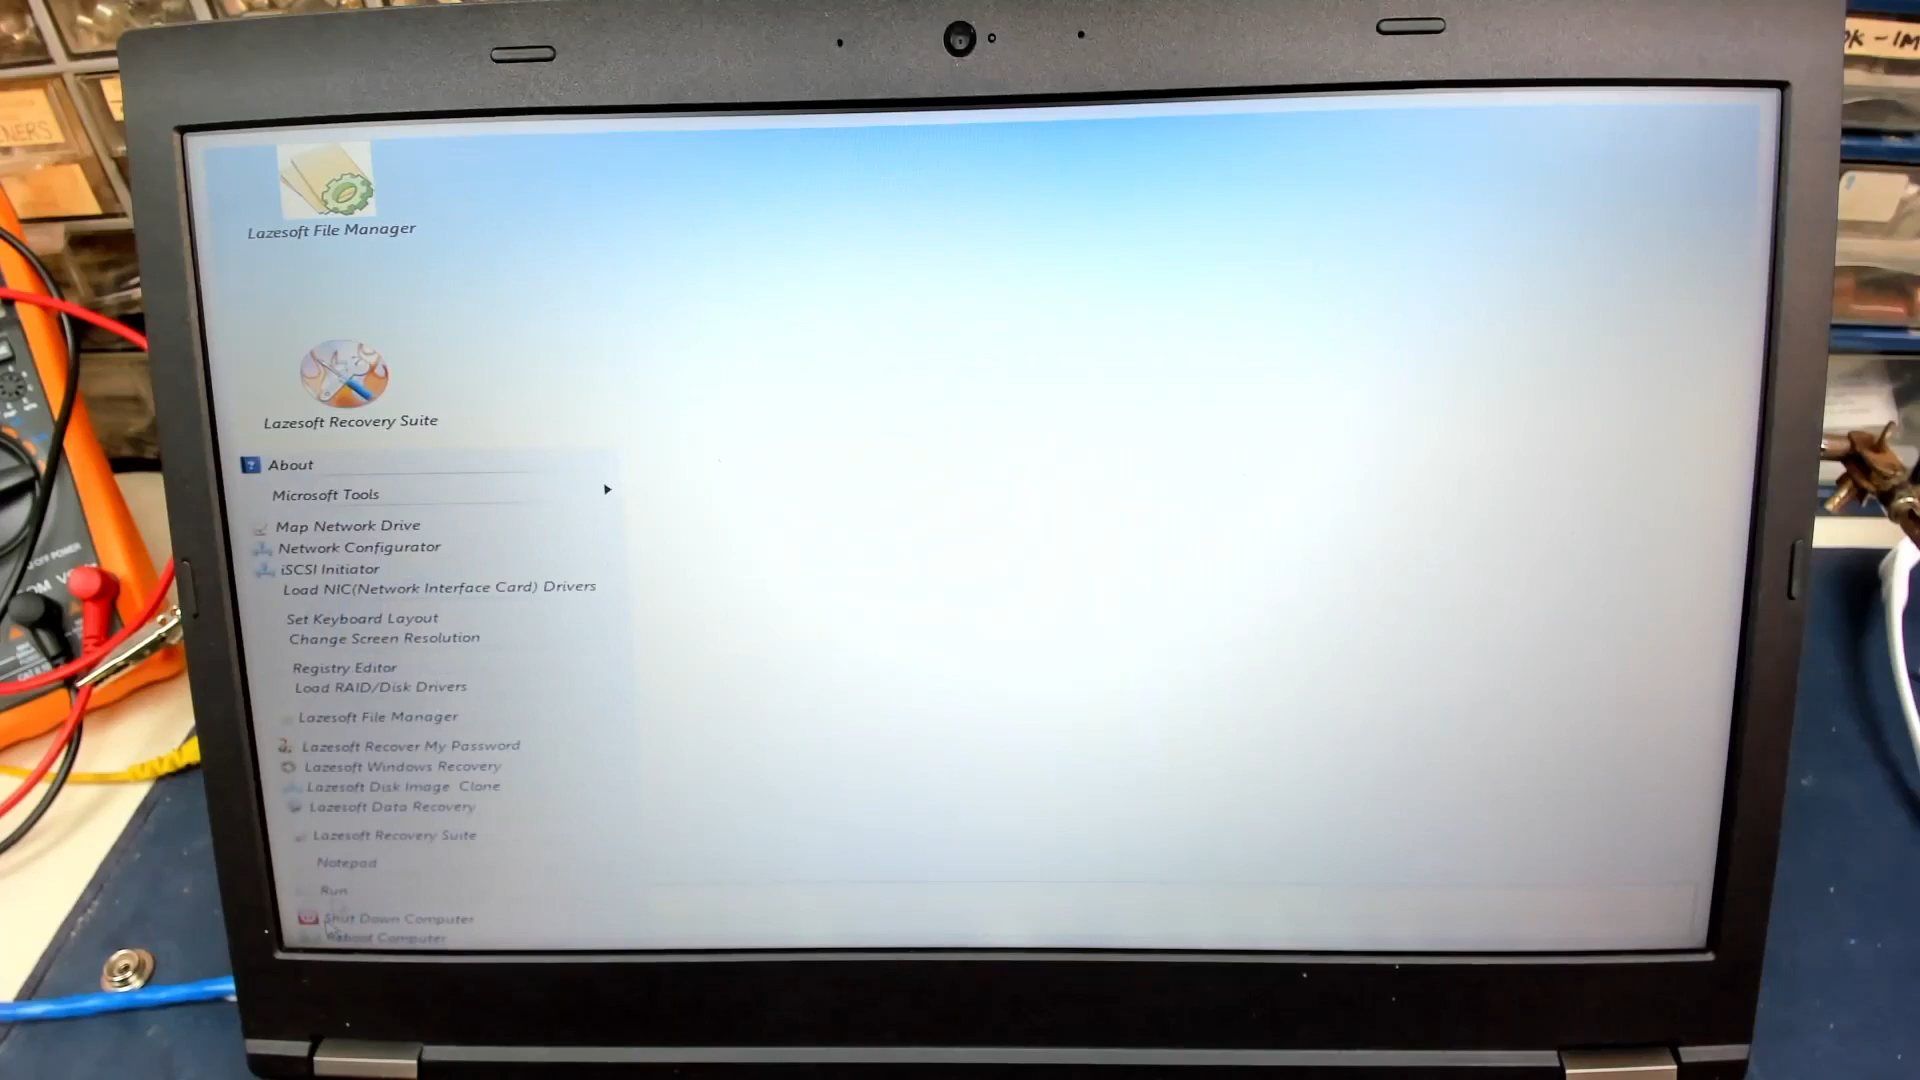 Lazesoft File Manager
Lazesoft Recovery Suite
About
Microsoft Tools
Map Network Drive
Network Configurator
iSCSI Initiator
Load NIC(Network Interface Card) Drivers
Set Keyboard Layout
Change Screen Resolution
Registry Editor
Load RAID/Disk Drivers
Lazesoft File Manager
Lazesoft Recover My Password
Lazesoft Windows Recovery
Lazesoft Disk Image Clone
Lazesoft Data Recovery
Lazesoft Recovery Suite
Notepad
Run
Shut Down Computer
Reboot Computer